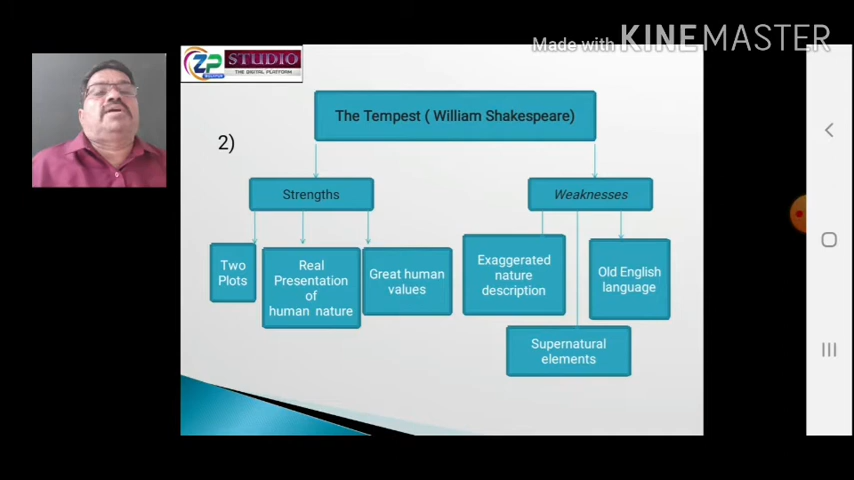 Made with KINEMASTER
ZP STUDIO
THE DIGITAL PLATFORM
The Tempest ( William Shakespeare)
2)
Strengths
Weaknesses
Two
Plots
Real
Presentation
of
human nature
Great human
values
Exaggerated
nature
description
Old English
language
Supernatural
elements